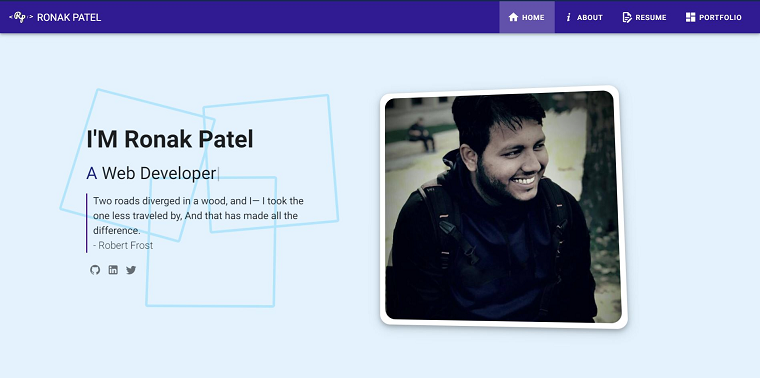 <Rp/> RONAK PATEL
HOME
ABOUT
RESUME
PORTFOLIO
I'M Ronak Patel
A Web Developer|
Two roads diverged in a wood, and I— I took the
one less traveled by, And that has made all the
difference.
- Robert Frost